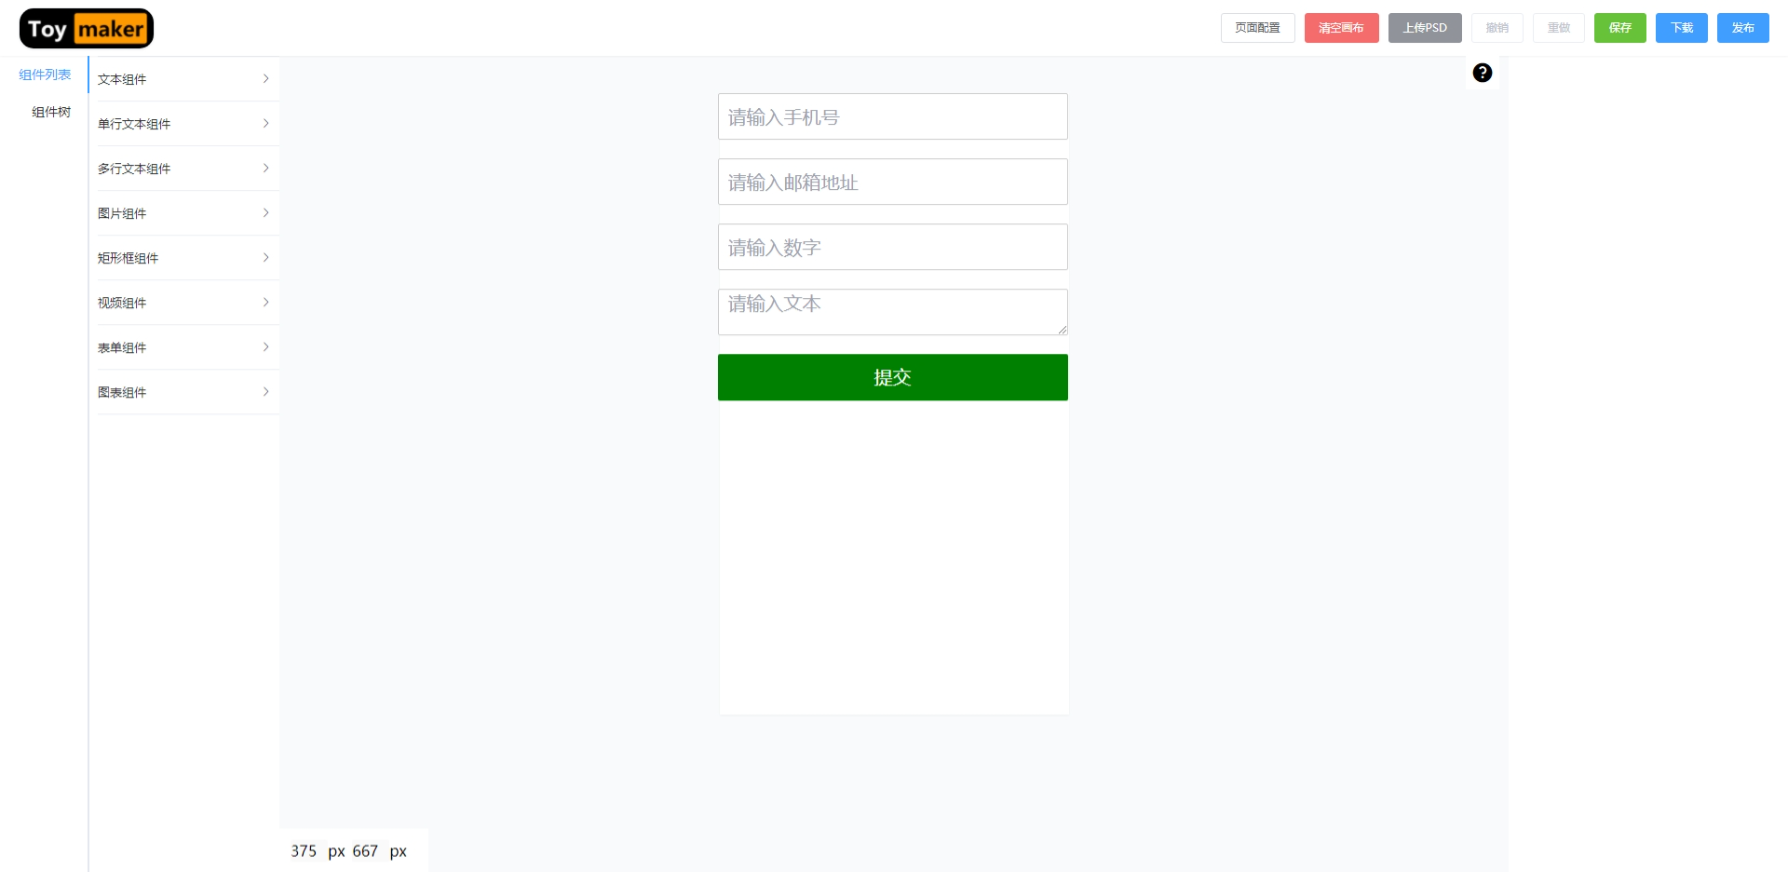 Toy maker
页面配置 清空画布 上传PSD 撤销 重做 保存 下载 发布
组件列表
组件树
文本组件
单行文本组件
多行文本组件
图片组件
矩形框组件
视频组件
表单组件
图表组件
?
请输入手机号
请输入邮箱地址
请输入数字
请输入文本
提交
375 px 667 px